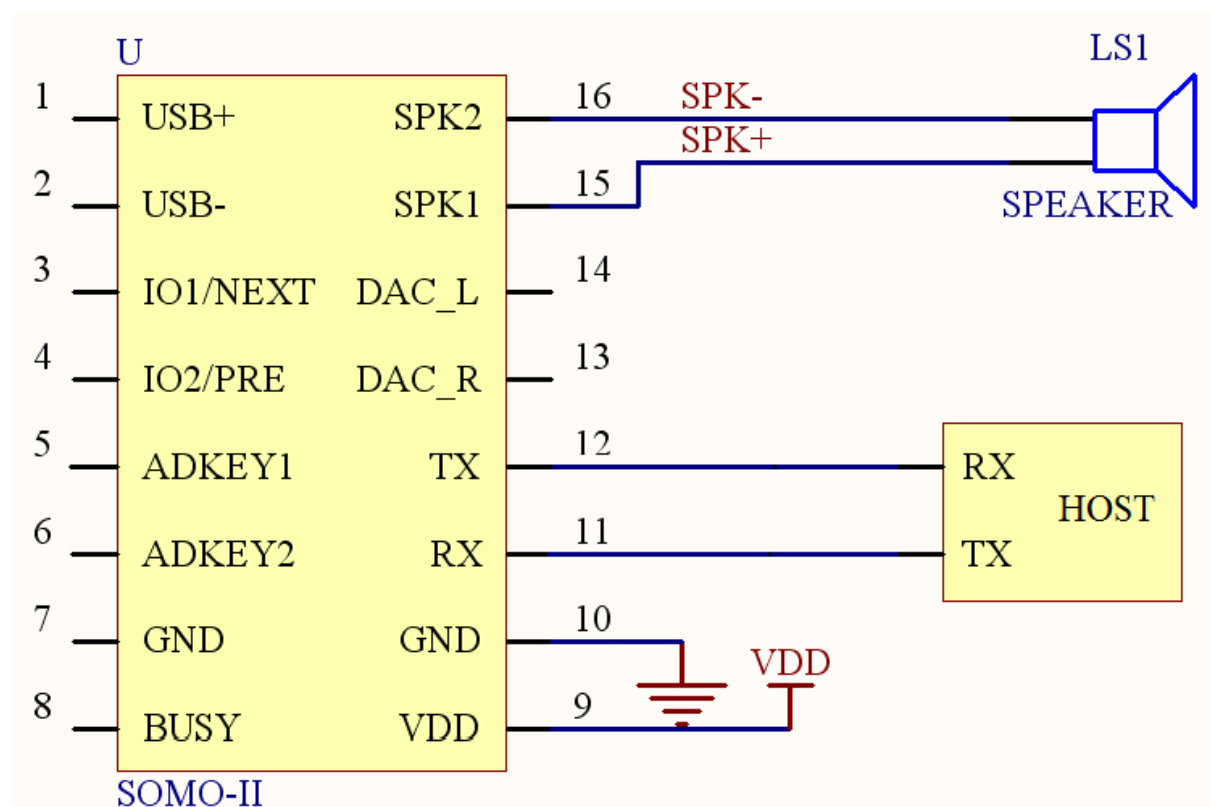 U
LS1
1 USB+ SPK2 16 SPK-
SPK+
2 USB- SPK1 15 SPEAKER
3 IO1/NEXT DAC_L 14
4 IO2/PRE DAC_R 13
5 ADKEY1 TX 12 RX
HOST
6 ADKEY2 RX 11 TX
7 GND GND 10
VDD
8 BUSY VDD 9
SOMO-II